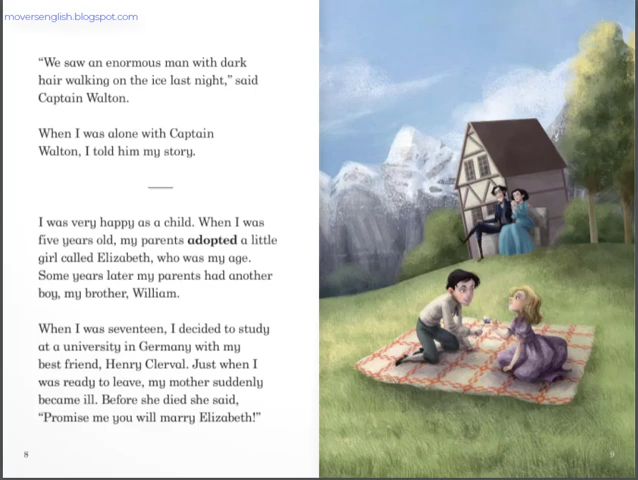 moversenglish.blogspot.com
“We saw an enormous man with dark
hair walking on the ice last night,” said
Captain Walton.
When I was alone with Captain
Walton, I told him my story.
I was very happy as a child. When I was
five years old, my parents adopted a little
girl called Elizabeth, who was my age.
Some years later my parents had another
boy, my brother, William.
When I was seventeen, I decided to study
at a university in Germany with my
best friend, Henry Clerval. Just when I
was ready to leave, my mother suddenly
became ill. Before she died she said,
“Promise me you will marry Elizabeth!”
8
9